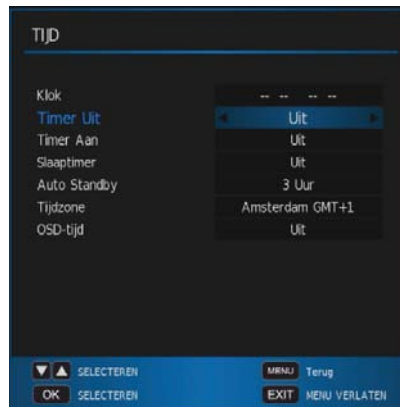 TIJD
Klok -- -- -- --
Timer Uit Uit
Timer Aan Uit
Slaaptimer Uit
Auto Standby 3 Uur
Tijdzone Amsterdam GMT+1
OSD-tijd Uit
SELECTEREN MENU Terug
OK SELECTEREN EXIT MENU VERLATEN